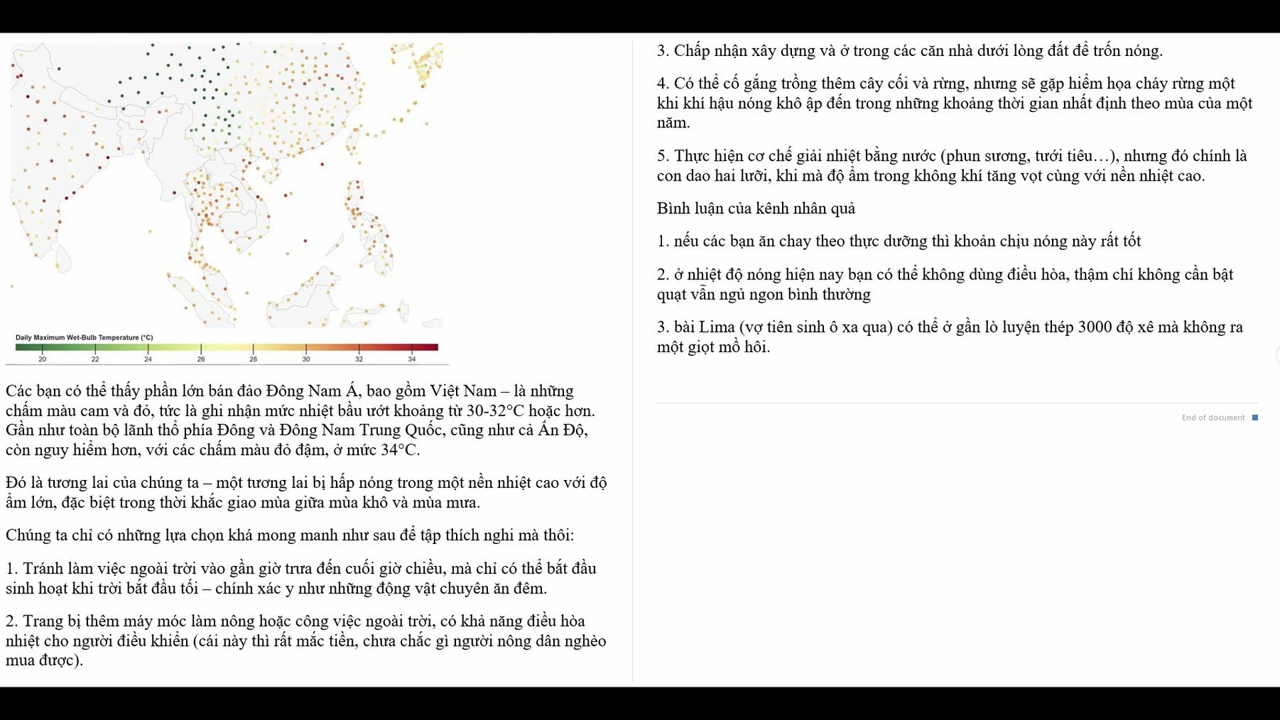 Daily Maximum Wet-Bulb Temperature (°C)
20 22 24 26 28 30 32 34
Các bạn có thể thấy phần lớn bán đảo Đông Nam Á, bao gồm Việt Nam – là những
chấm màu cam và đỏ, tức là ghi nhận mức nhiệt bầu ướt khoảng từ 30-32°C hoặc hơn.
Gần như toàn bộ lãnh thổ phía Đông và Đông Nam Trung Quốc, cũng như cả Ấn Độ,
còn nguy hiểm hơn, với các chấm màu đỏ đậm, ở mức 34°C.
Đó là tương lai của chúng ta – một tương lai bị hấp nóng trong một nền nhiệt cao với độ
ẩm lớn, đặc biệt trong thời khắc giao mùa giữa mùa khô và mùa mưa.
Chúng ta chỉ có những lựa chọn khá mong manh như sau để tập thích nghi mà thôi:
1. Tránh làm việc ngoài trời vào gần giờ trưa đến cuối giờ chiều, mà chỉ có thể bắt đầu
sinh hoạt khi trời bắt đầu tối – chính xác y như những động vật chuyên ăn đêm.
2. Trang bị thêm máy móc làm nông hoặc công việc ngoài trời, có khả năng điều hòa
nhiệt cho người điều khiển (cái này thì rất mắc tiền, chưa chắc gì người nông dân nghèo
mua được).
3. Chấp nhận xây dựng và ở trong các căn nhà dưới lòng đất để trốn nóng.
4. Có thể cố gắng trồng thêm cây cối và rừng, nhưng sẽ gặp hiểm họa cháy rừng một
khi khí hậu nóng khô ập đến trong những khoảng thời gian nhất định theo mùa của một
năm.
5. Thực hiện cơ chế giải nhiệt bằng nước (phun sương, tưới tiêu…), nhưng đó chính là
con dao hai lưỡi, khi mà độ ẩm trong không khí tăng vọt cùng với nền nhiệt cao.
Bình luận của kênh nhân quả
1. nếu các bạn ăn chay theo thực dưỡng thì khoản chịu nóng này rất tốt
2. ở nhiệt độ nóng hiện nay bạn có thể không dùng điều hòa, thậm chí không cần bật
quạt vẫn ngủ ngon bình thường
3. bài Lima (vợ tiên sinh ô xa qua) có thể ở gần lò luyện thép 3000 độ xê mà không ra
một giọt mồ hôi.
End of document